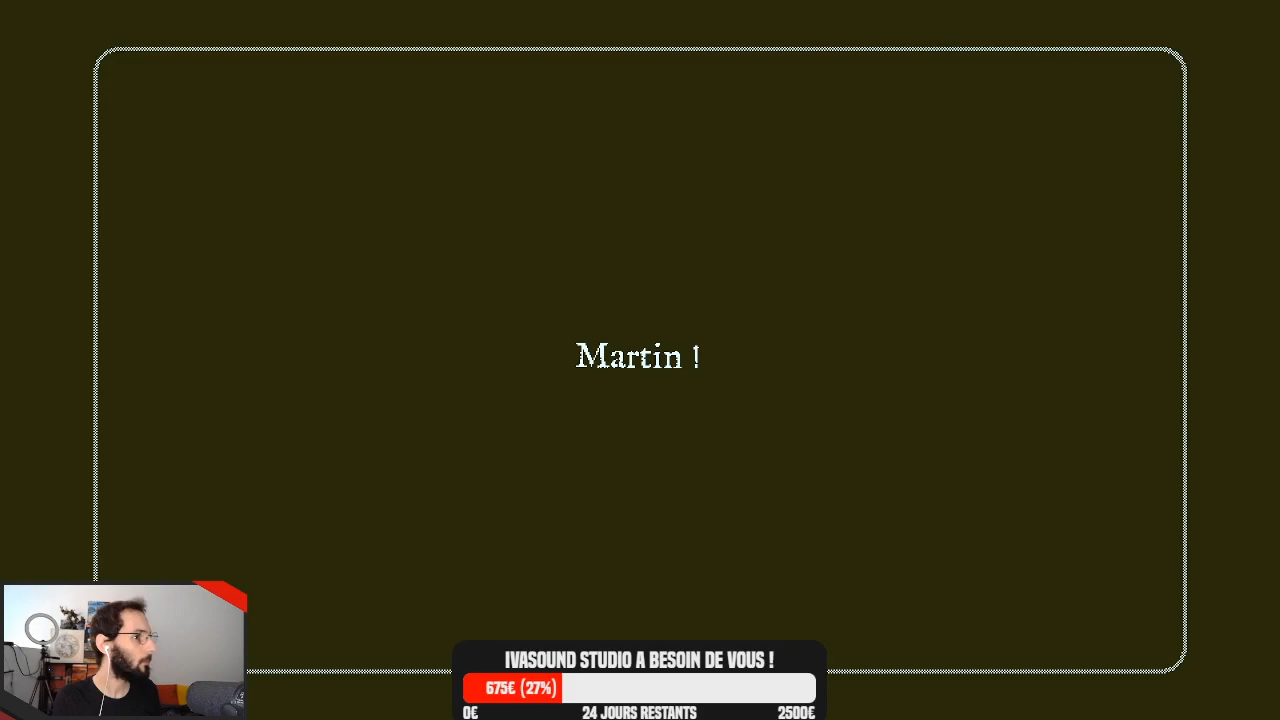 Martin !
IVASOUND STUDIO A BESOIN DE VOUS !
675€ (27%)
0€ 24 JOURS RESTANTS 2500€